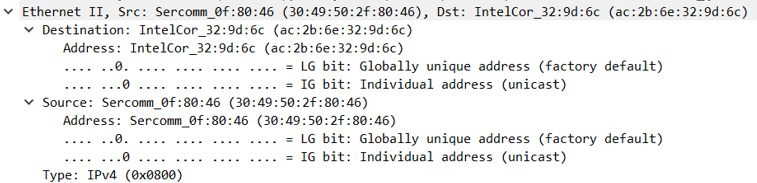 Ethernet II, Src: Sercomm_0f:80:46 (30:49:50:2f:80:46), Dst: IntelCor_32:9d:6c (ac:2b:6e:32:9d:6c)
Destination: IntelCor_32:9d:6c (ac:2b:6e:32:9d:6c)
Address: IntelCor_32:9d:6c (ac:2b:6e:32:9d:6c)
.... ..0. .... .... .... .... = LG bit: Globally unique address (factory default)
.... ...0 .... .... .... .... = IG bit: Individual address (unicast)
Source: Sercomm_0f:80:46 (30:49:50:2f:80:46)
Address: Sercomm_0f:80:46 (30:49:50:2f:80:46)
.... ..0. .... .... .... .... = LG bit: Globally unique address (factory default)
.... ...0 .... .... .... .... = IG bit: Individual address (unicast)
Type: IPv4 (0x0800)